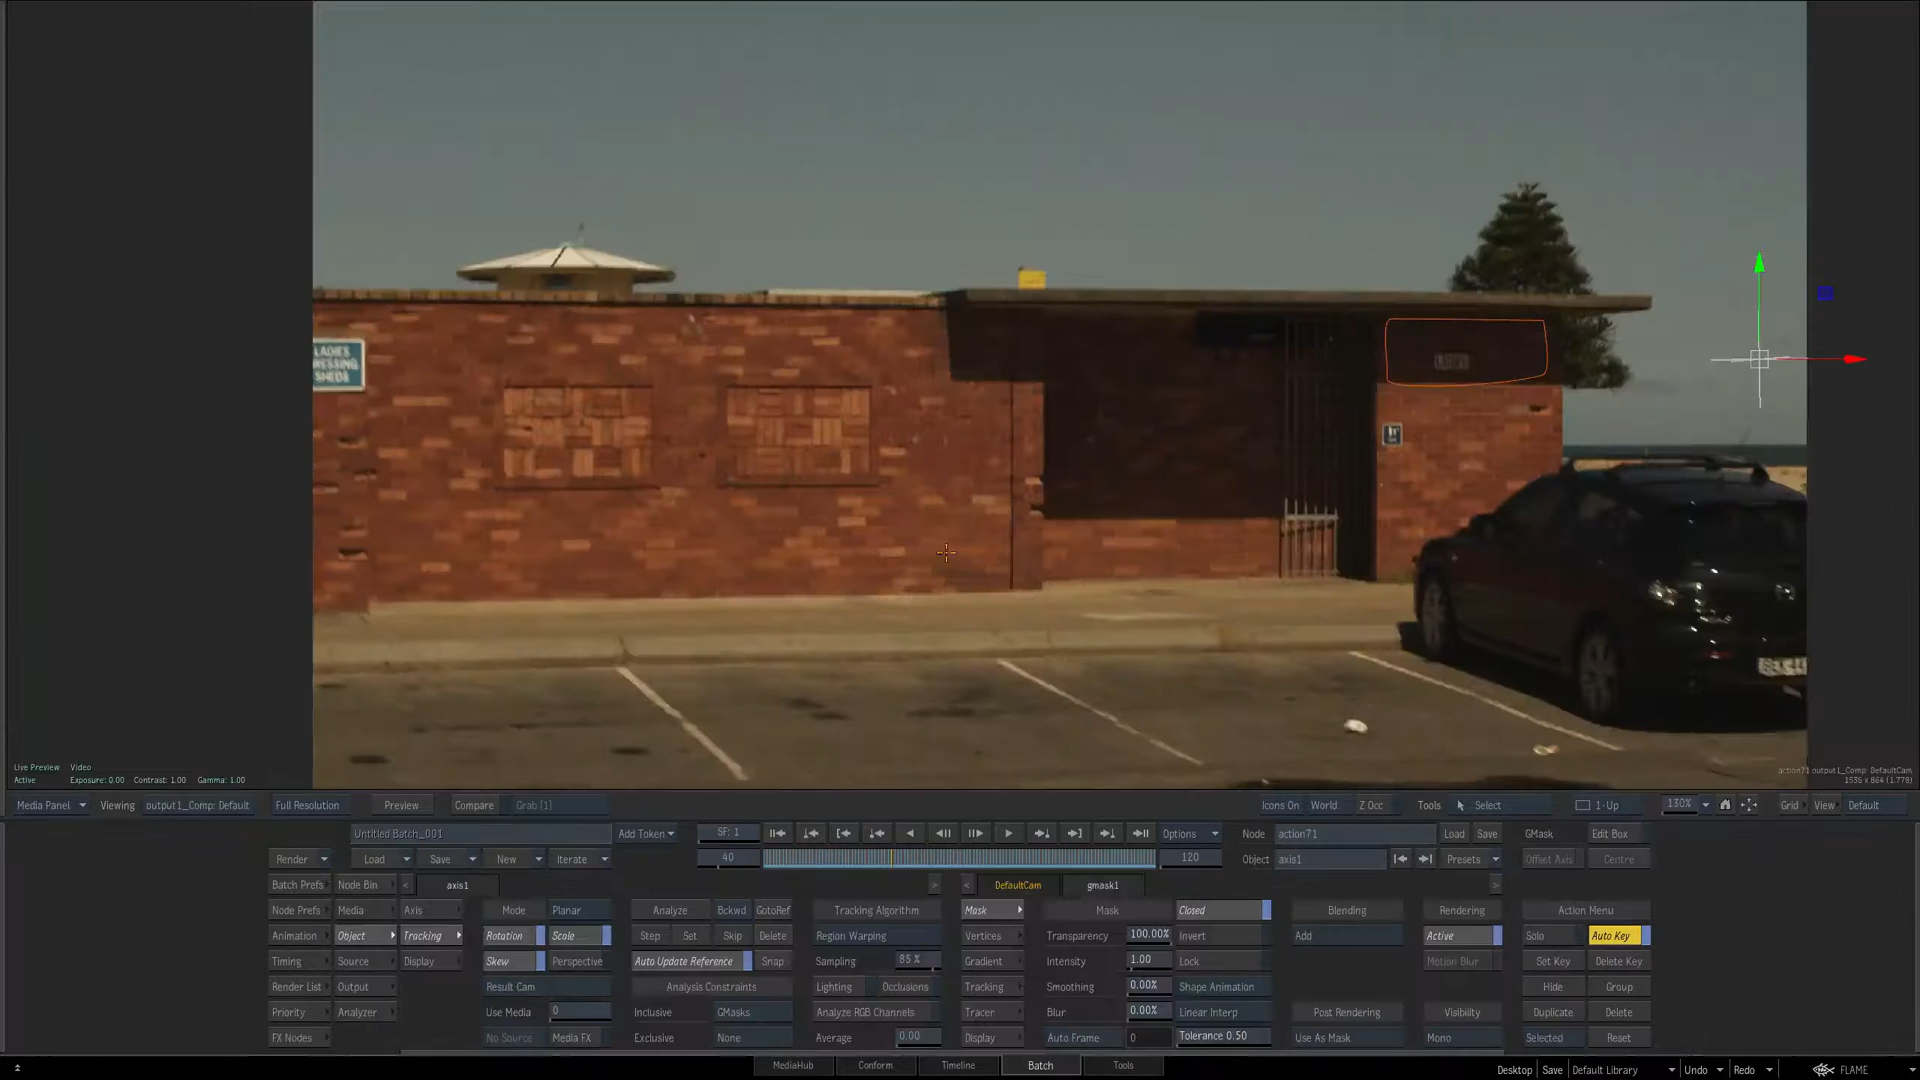 LADIES
DRESSING
SHEDS
LADIES
Live Preview Video
Active Exposure: 0.00 Contrast: 1.00 Gamma: 1.00
action71 output1_Comp: DefaultCam
1536 x 864 (1.778)
Media Panel Viewing output1_Comp: Default Full Resolution Preview Compare Grab [1] Icons On World Z Occ Tools Select 1-Up 130% Grid View Default
Untitled Batch_001 Add Token SF: 1 Options Node action71 Load Save GMask Edit Box
Render Load Save New Iterate 40 120 Object axis1 Presets Offset Axis Centre
Batch Prefs Node Bin < axis1 > < DefaultCam gmask1 >
Node Prefs Media Axis Mode Planar Analyze Bckwd GotoRef Tracking Algorithm Mask Mask Closed Blending Rendering Action Menu
Animation Object Tracking Rotation Scale Step Set Skip Delete Region Warping Vertices Transparency 100.00% Invert Add Active Solo Auto Key
Timing Source Display Skew Perspective Auto Update Reference Snap Sampling 85 % Gradient Intensity 1.00 Lock Motion Blur Set Key Delete Key
Render List Output Result Cam Analysis Constraints Lighting Occlusions Tracking Smoothing 0.00% Shape Animation Hide Group
Priority Analyzer Use Media 0 Inclusive GMasks Analyze RGB Channels Tracer Blur 0.00% Linear Interp Post Rendering Visibility Duplicate Delete
FX Nodes No Source Media FX Exclusive None Average 0.00 Display Auto Frame 0 Tolerance 0.50 Use As Mask Mono Selected Reset
MediaHub Conform Timeline Batch Tools Desktop Save Default Library Undo Redo FLAME